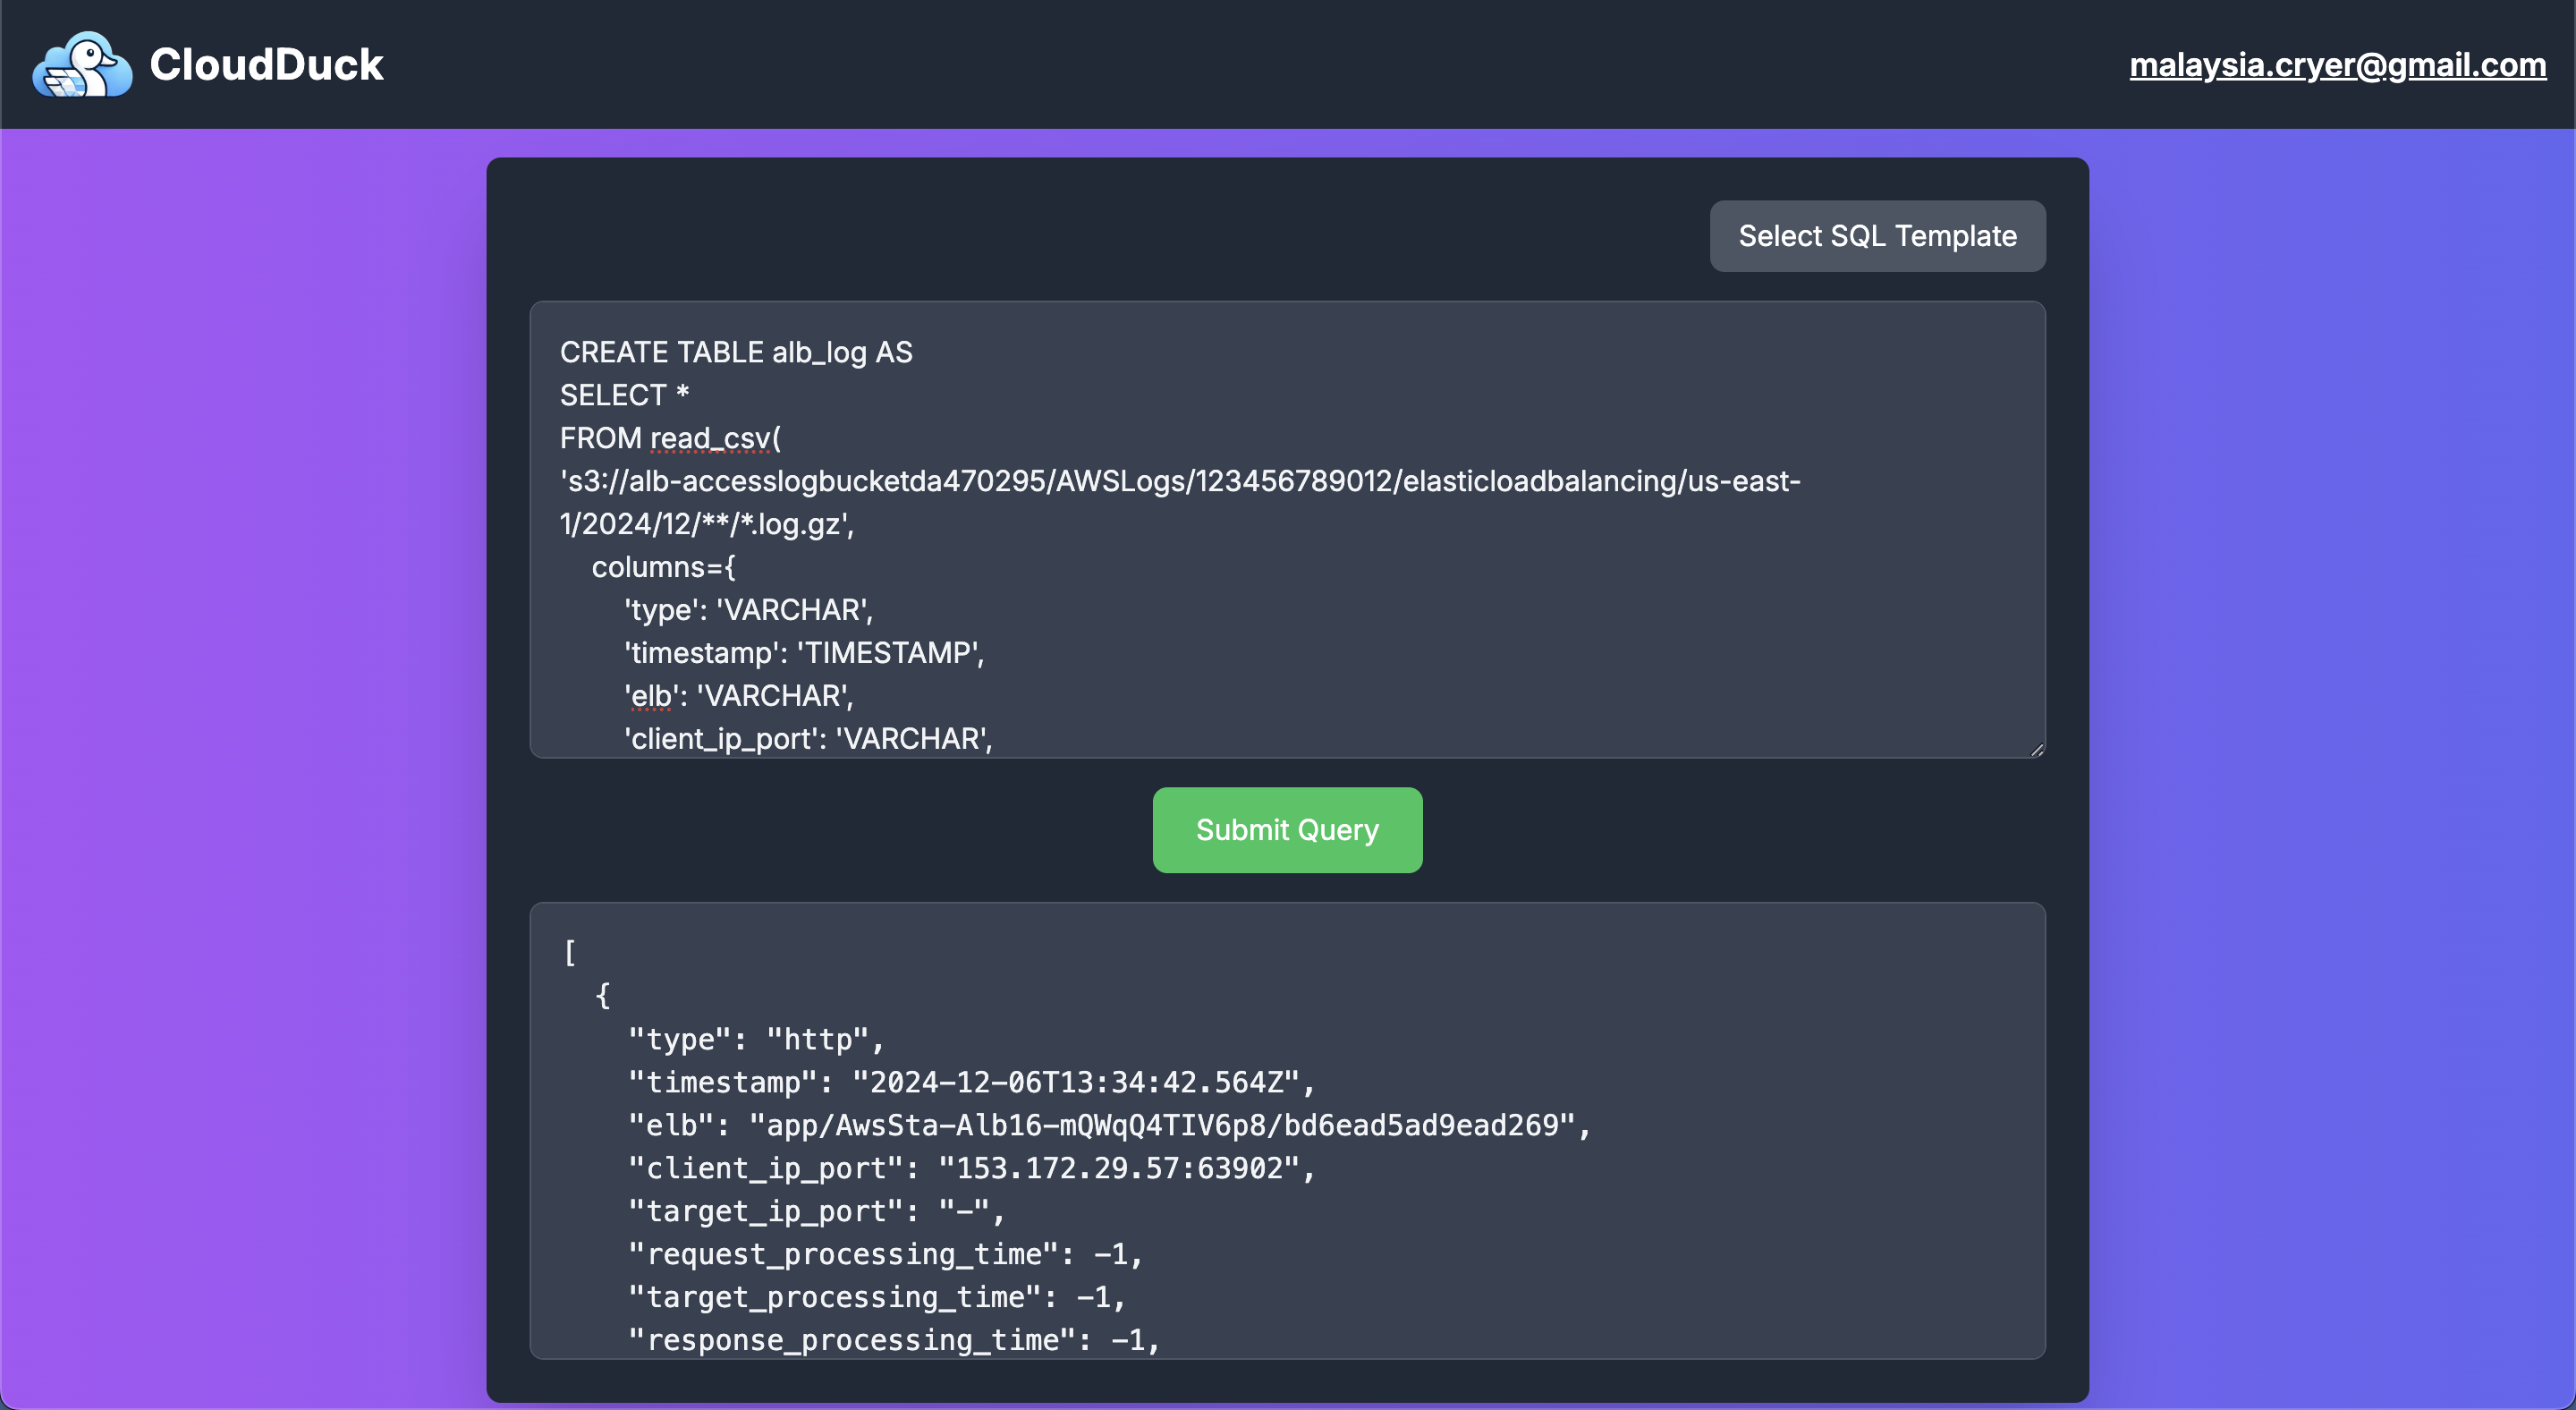 CloudDuck
malaysia.cryer@gmail.com
Select SQL Template
CREATE TABLE alb_log AS
SELECT *
FROM read_csv(
's3://alb-accesslogbucketda470295/AWSLogs/123456789012/elasticloadbalancing/us-east-
1/2024/12/**/*.log.gz',
    columns={
        'type': 'VARCHAR',
        'timestamp': 'TIMESTAMP',
        'elb': 'VARCHAR',
        'client_ip_port': 'VARCHAR',
Submit Query
[
  {
    "type": "http",
    "timestamp": "2024-12-06T13:34:42.564Z",
    "elb": "app/AwsSta-Alb16-mQWqQ4TIV6p8/bd6ead5ad9ead269",
    "client_ip_port": "153.172.29.57:63902",
    "target_ip_port": "-",
    "request_processing_time": -1,
    "target_processing_time": -1,
    "response_processing_time": -1,